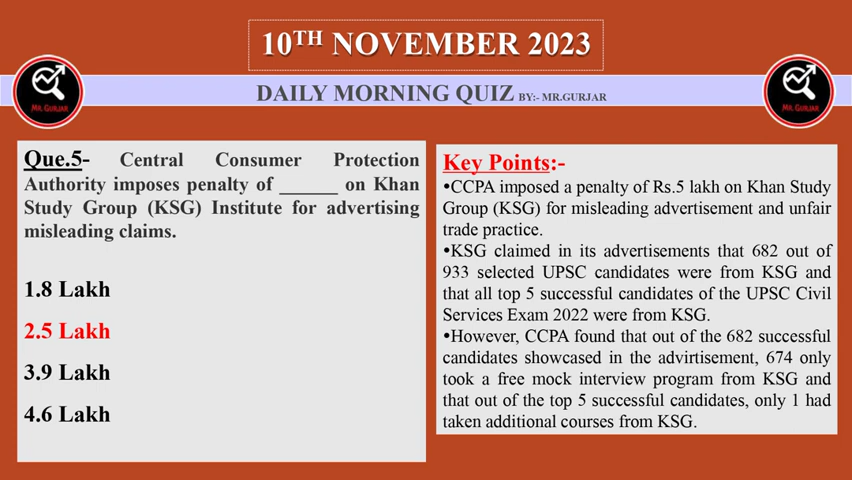 10TH NOVEMBER 2023
DAILY MORNING QUIZ BY:- MR.GURJAR
MR.GURJAR
MR.GURJAR
Que.5- Central Consumer Protection
Authority imposes penalty of ______ on Khan
Study Group (KSG) Institute for advertising
misleading claims.
1.8 Lakh
2.5 Lakh
3.9 Lakh
4.6 Lakh
Key Points:-
•CCPA imposed a penalty of Rs.5 lakh on Khan Study
Group (KSG) for misleading advertisement and unfair
trade practice.
•KSG claimed in its advertisements that 682 out of
933 selected UPSC candidates were from KSG and
that all top 5 successful candidates of the UPSC Civil
Services Exam 2022 were from KSG.
•However, CCPA found that out of the 682 successful
candidates showcased in the advirtisement, 674 only
took a free mock interview program from KSG and
that out of the top 5 successful candidates, only 1 had
taken additional courses from KSG.